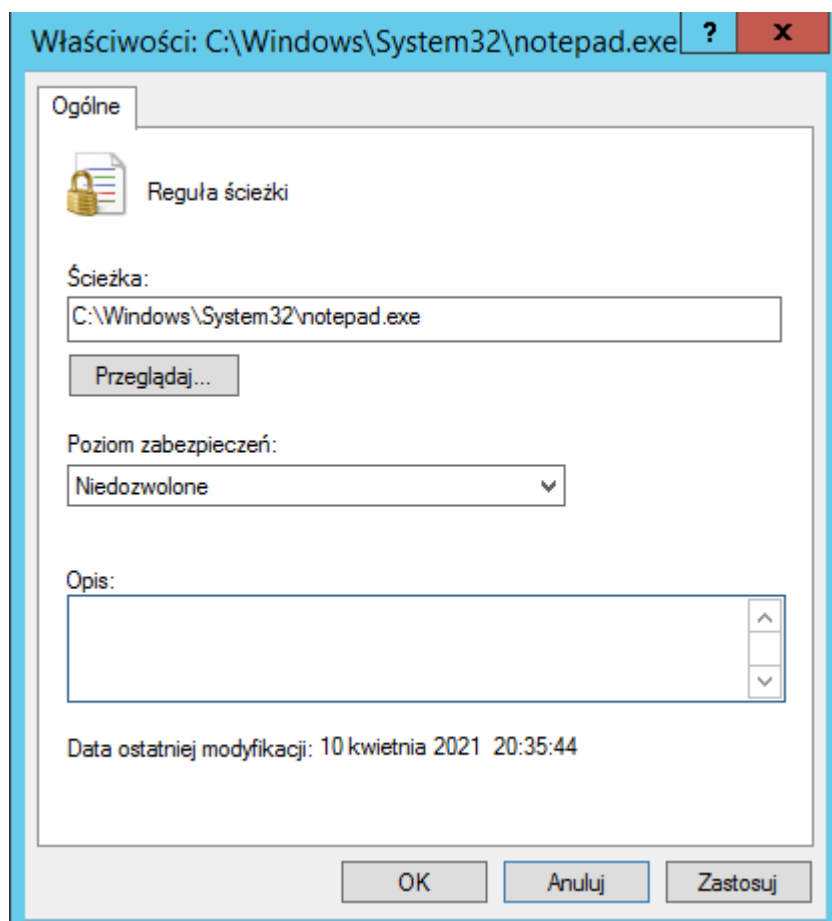 Właściwości: C:\Windows\System32\notepad.exe ? x
Ogólne
Reguła ścieżki
Ścieżka:
C:\Windows\System32\notepad.exe
Przeglądaj...
Poziom zabezpieczeń:
Niedozwolone
Opis:
Data ostatniej modyfikacji: 10 kwietnia 2021 20:35:44
OK Anuluj Zastosuj